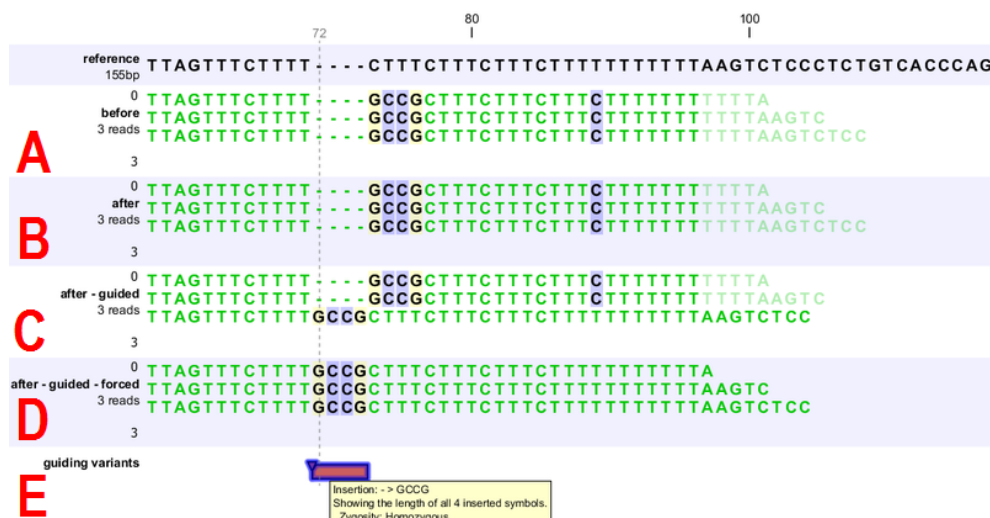 80 100
72
reference
155bp
TTAGTTTCTTTT----CTTTCTTTCTTTCTTTTTTTTTTTAAGTCTCCCTCTGTCACCCAG
A
before
3 reads
0
3
TTAGTTTCTTTT----GCCGCTTTCTTTCTTTCTTTTTTTTTTTA
TTAGTTTCTTTT----GCCGCTTTCTTTCTTTCTTTTTTTTTTTAAGTC
TTAGTTTCTTTT----GCCGCTTTCTTTCTTTCTTTTTTTTTTTAAGTCTCC
B
after
3 reads
0
3
TTAGTTTCTTTT----GCCGCTTTCTTTCTTTCTTTTTTTTTTTA
TTAGTTTCTTTT----GCCGCTTTCTTTCTTTCTTTTTTTTTTTAAGTC
TTAGTTTCTTTT----GCCGCTTTCTTTCTTTCTTTTTTTTTTTAAGTCTCC
C
after - guided
3 reads
0
3
TTAGTTTCTTTT----GCCGCTTTCTTTCTTTCTTTTTTTTTTTA
TTAGTTTCTTTT----GCCGCTTTCTTTCTTTCTTTTTTTTTTTAAGTC
TTAGTTTCTTTTGCCGCTTTCTTTCTTTCTTTTTTTTTTTAAGTCTCC
D
after - guided - forced
3 reads
0
3
TTAGTTTCTTTTGCCGCTTTCTTTCTTTCTTTTTTTTTTTA
TTAGTTTCTTTTGCCGCTTTCTTTCTTTCTTTTTTTTTTTAAGTC
TTAGTTTCTTTTGCCGCTTTCTTTCTTTCTTTTTTTTTTTAAGTCTCC
E
guiding variants
Insertion: - > GCCG
Showing the length of all 4 inserted symbols.
Zygosity: Homozygous